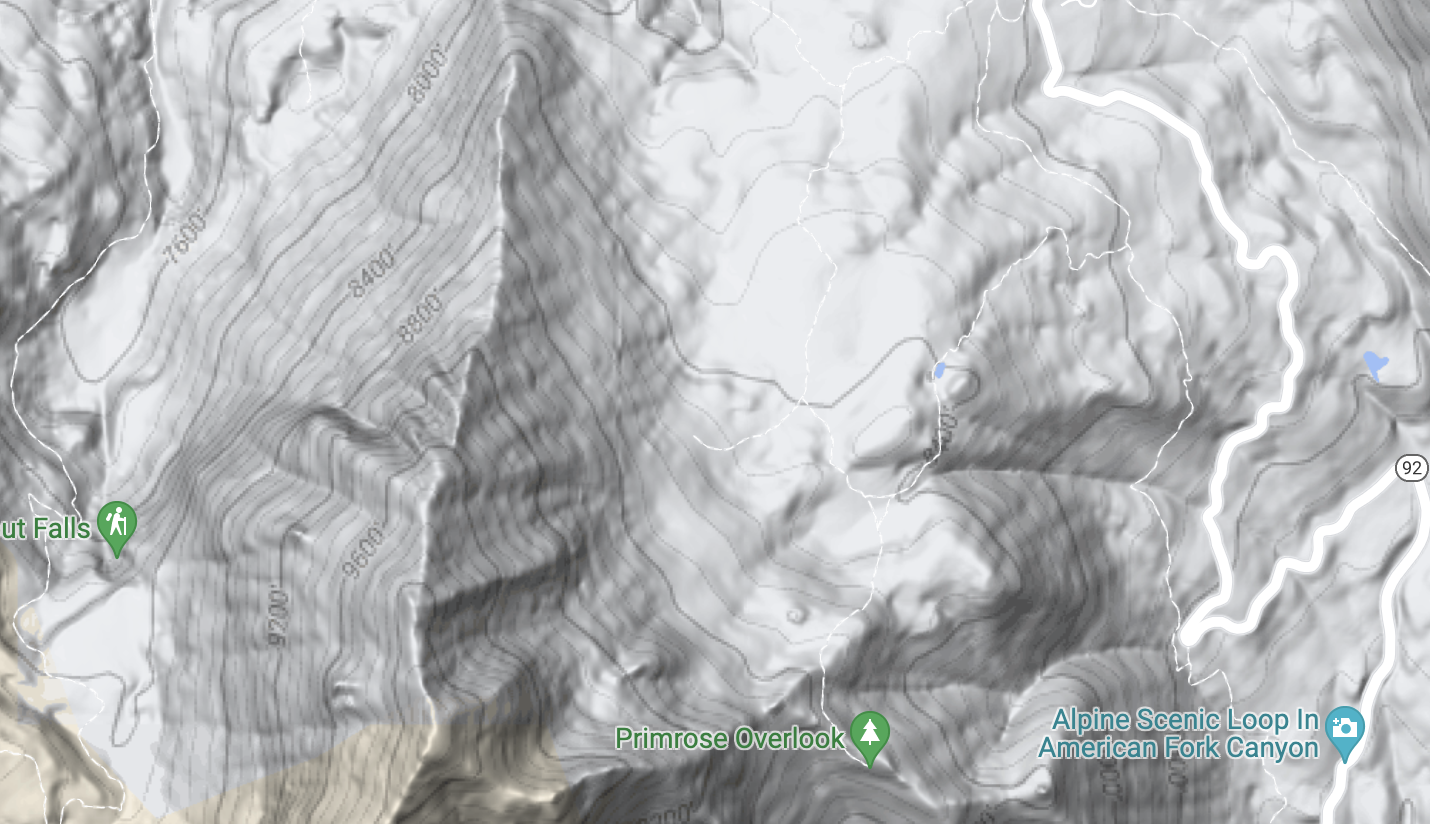 8000'
7600'
8400'
8800'
92
ut Falls
9600'
9200'
Primrose Overlook
Alpine Scenic Loop In
American Fork Canyon